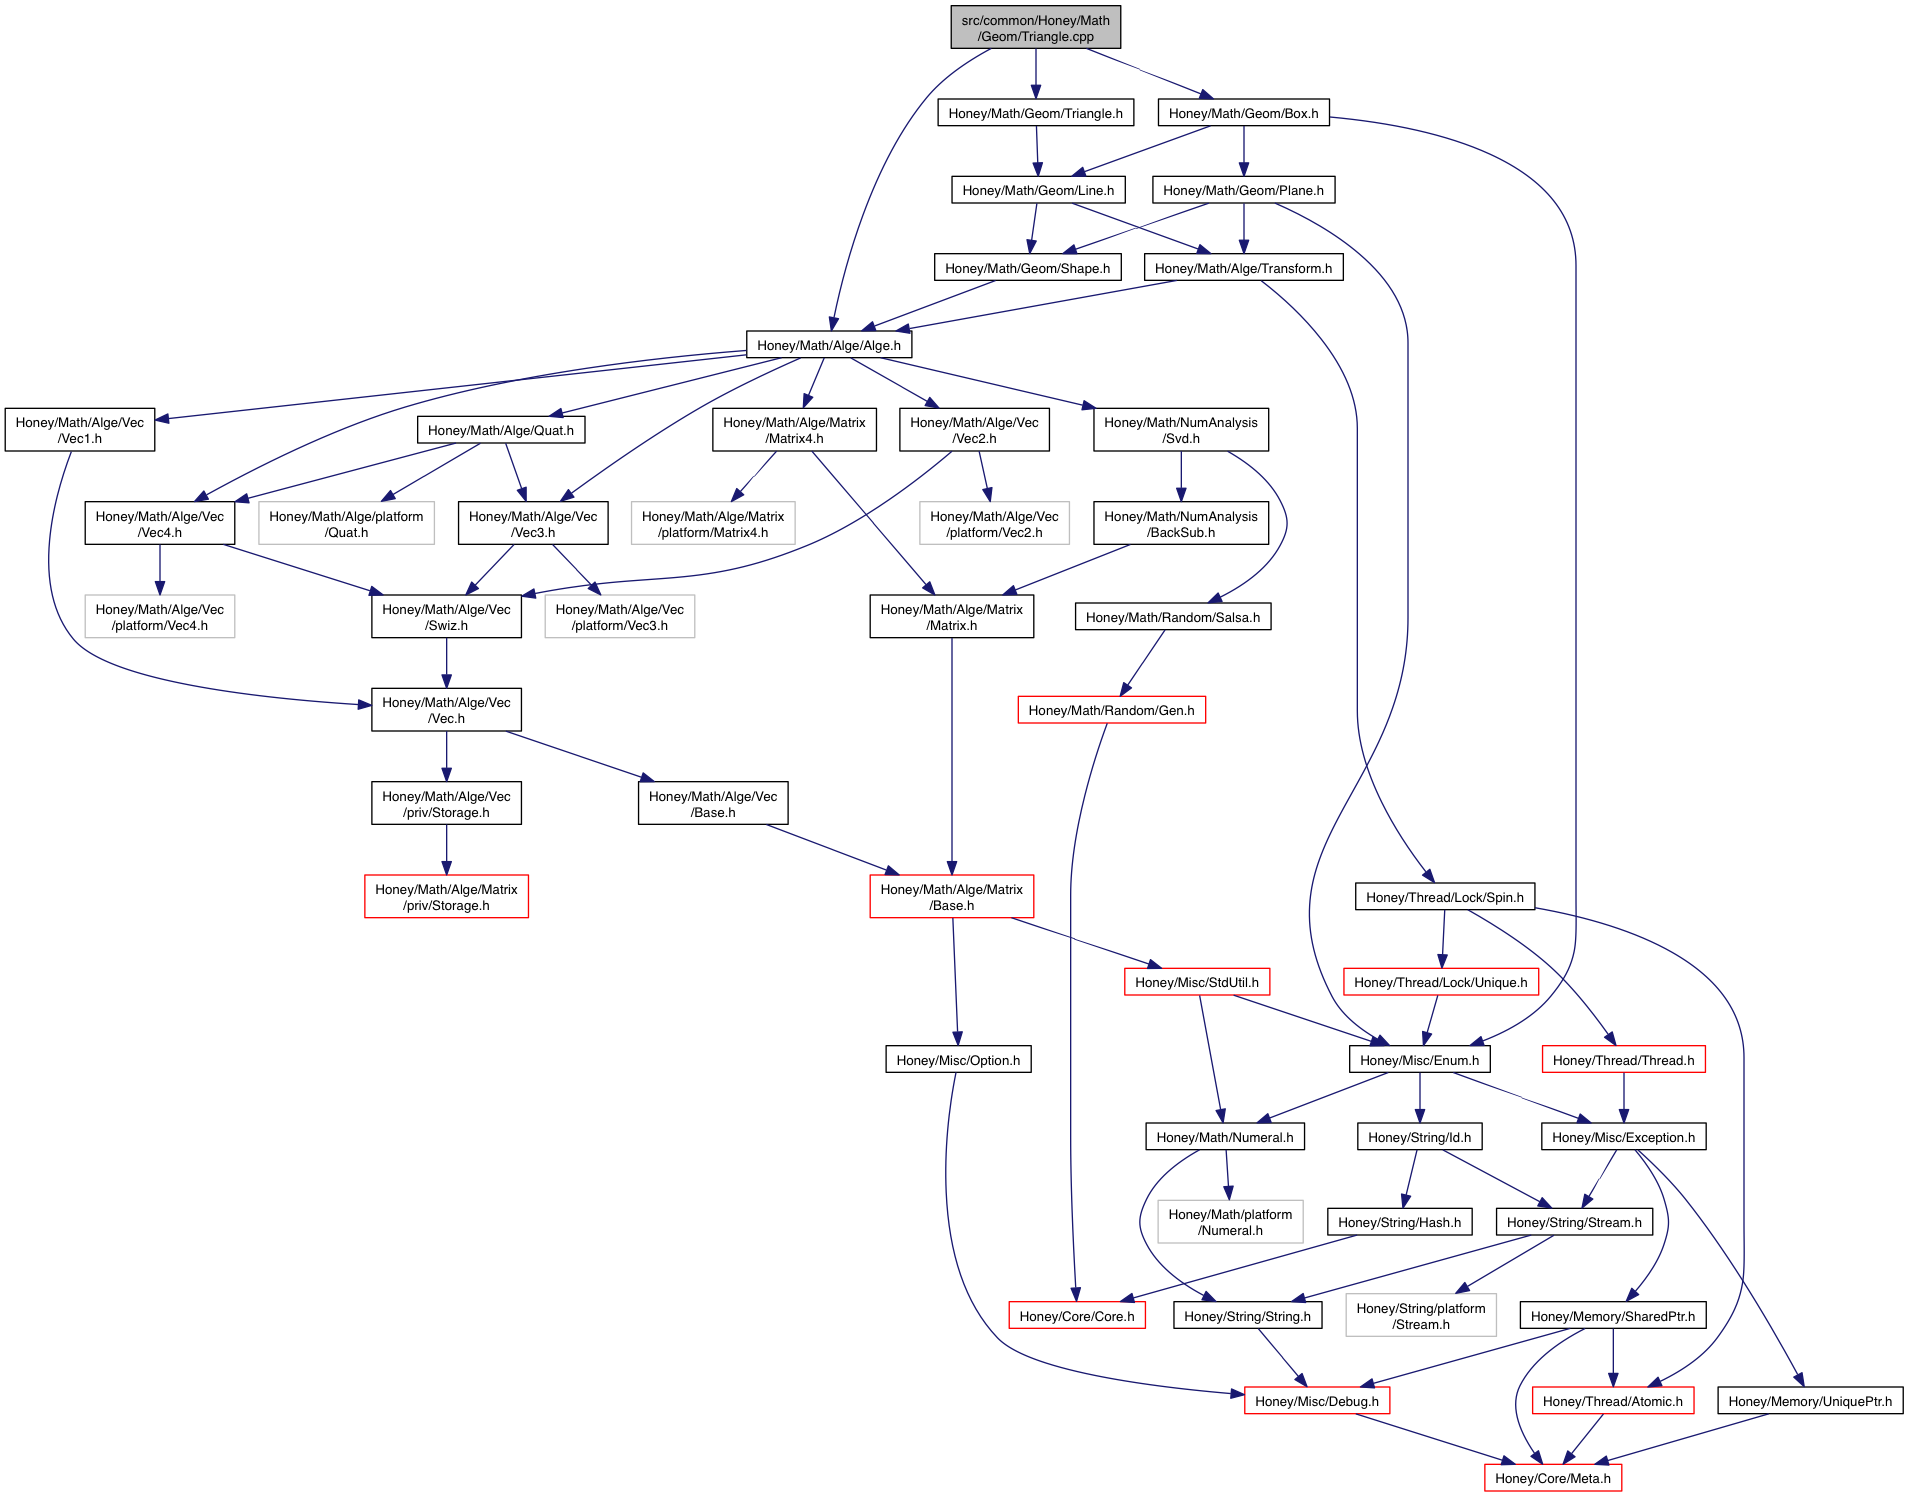 src/common/Honey/Math
/Geom/Triangle.cpp
Honey/Math/Geom/Triangle.h
Honey/Math/Geom/Box.h
Honey/Math/Geom/Line.h
Honey/Math/Geom/Plane.h
Honey/Math/Geom/Shape.h
Honey/Math/Alge/Transform.h
Honey/Math/Alge/Alge.h
Honey/Math/Alge/Vec
/Vec1.h
Honey/Math/Alge/Quat.h
Honey/Math/Alge/Matrix
/Matrix4.h
Honey/Math/Alge/Vec
/Vec2.h
Honey/Math/NumAnalysis
/Svd.h
Honey/Math/Alge/Vec
/Vec4.h
Honey/Math/Alge/platform
/Quat.h
Honey/Math/Alge/Vec
/Vec3.h
Honey/Math/Alge/Matrix
/platform/Matrix4.h
Honey/Math/Alge/Vec
/platform/Vec2.h
Honey/Math/NumAnalysis
/BackSub.h
Honey/Math/Alge/Vec
/platform/Vec4.h
Honey/Math/Alge/Vec
/Swiz.h
Honey/Math/Alge/Vec
/platform/Vec3.h
Honey/Math/Alge/Matrix
/Matrix.h
Honey/Math/Random/Salsa.h
Honey/Math/Alge/Vec
/Vec.h
Honey/Math/Random/Gen.h
Honey/Math/Alge/Vec
/priv/Storage.h
Honey/Math/Alge/Vec
/Base.h
Honey/Math/Alge/Matrix
/priv/Storage.h
Honey/Math/Alge/Matrix
/Base.h
Honey/Thread/Lock/Spin.h
Honey/Misc/StdUtil.h
Honey/Thread/Lock/Unique.h
Honey/Misc/Option.h
Honey/Misc/Enum.h
Honey/Thread/Thread.h
Honey/Math/Numeral.h
Honey/String/Id.h
Honey/Misc/Exception.h
Honey/Math/platform
/Numeral.h
Honey/String/Hash.h
Honey/String/Stream.h
Honey/Core/Core.h
Honey/String/String.h
Honey/String/platform
/Stream.h
Honey/Memory/SharedPtr.h
Honey/Misc/Debug.h
Honey/Thread/Atomic.h
Honey/Memory/UniquePtr.h
Honey/Core/Meta.h